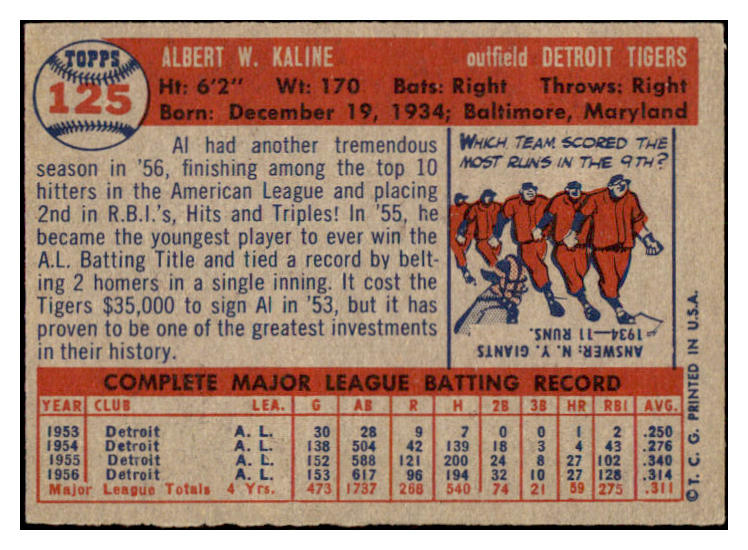 TOPPS
125
ALBERT W. KALINE outfield DETROIT TIGERS
Ht: 6'2" Wt: 170 Bats: Right Throws: Right
Born: December 19, 1934; Baltimore, Maryland
Al had another tremendous
season in '56, finishing among the top 10
hitters in the American League and placing
2nd in R.B.I.'s, Hits and Triples! In '55, he
became the youngest player to ever win the
A.L. Batting Title and tied a record by belt-
ing 2 homers in a single inning. It cost the
Tigers $35,000 to sign Al in '53, but it has
proven to be one of the greatest investments
in their history.
WHICH TEAM SCORED THE
MOST RUNS IN THE 9TH?
ANSWER: N. Y. GIANTS
1934—11 RUNS.
COMPLETE MAJOR LEAGUE BATTING RECORD
YEAR CLUB LEA. G AB R H 2B 3B HR RBI AVG.
1953 Detroit A. L. 30 28 9 7 0 0 1 2 .250
1954 Detroit A. L. 138 504 42 139 18 3 4 43 .276
1955 Detroit A. L. 152 588 121 200 24 8 27 102 .340
1956 Detroit A. L. 153 617 96 194 32 10 27 128 .314
Major League Totals 4 Yrs. 473 1737 268 540 74 21 59 275 .311
© T. C. G. PRINTED IN U.S.A.